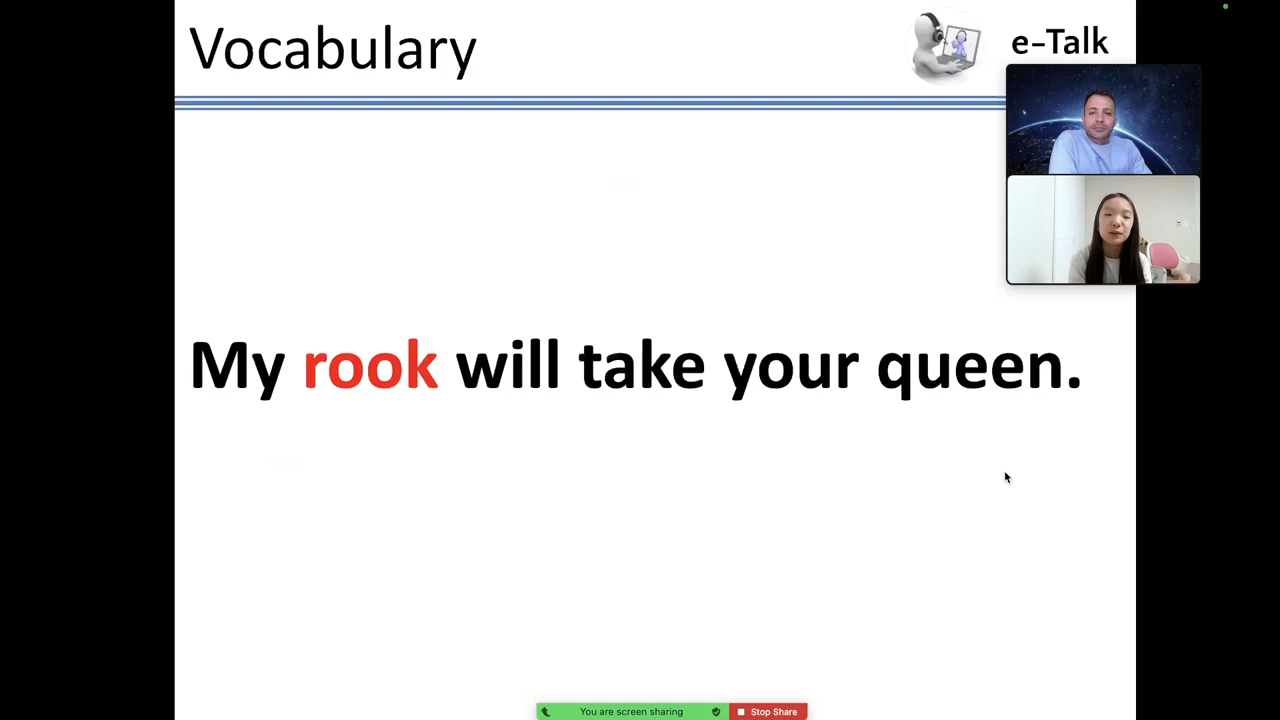 Vocabulary
e-Talk
My rook will take your queen.
You are screen sharing
Stop Share